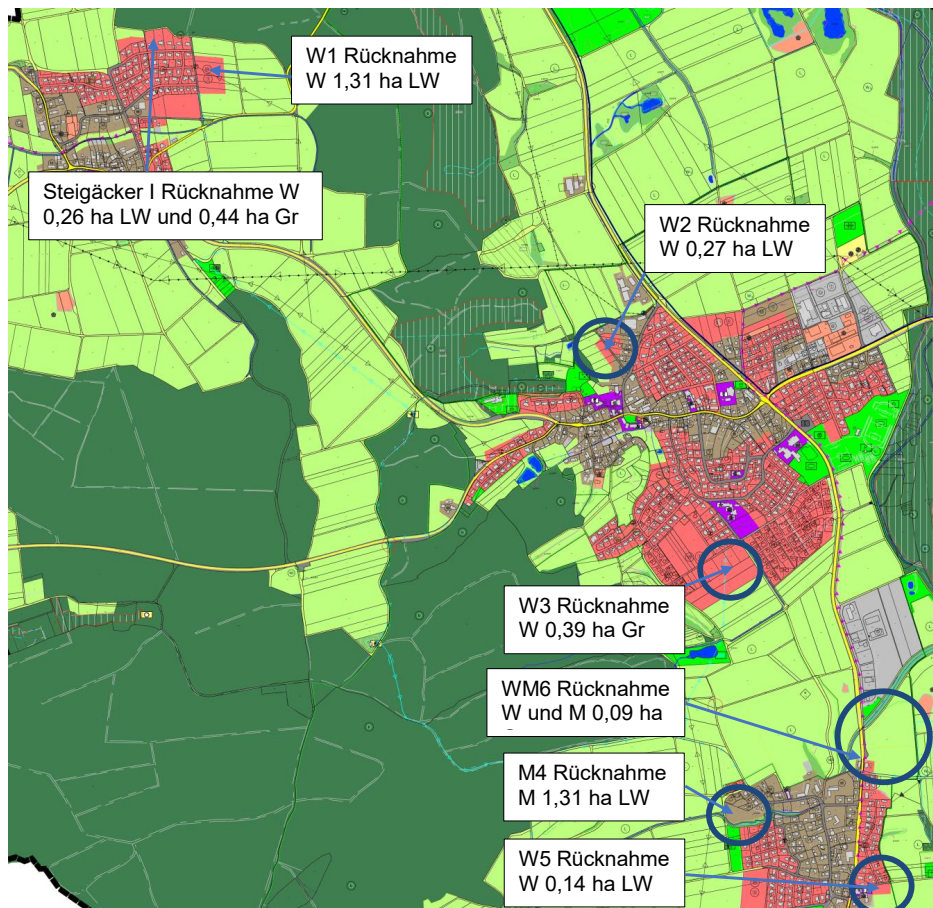 W1 Rücknahme
W 1,31 ha LW
Steigäcker I Rücknahme W
0,26 ha LW und 0,44 ha Gr
W2 Rücknahme
W 0,27 ha LW
W3 Rücknahme
W 0,39 ha Gr
WM6 Rücknahme
W und M 0,09 ha
M4 Rücknahme
M 1,31 ha LW
W5 Rücknahme
W 0,14 ha LW